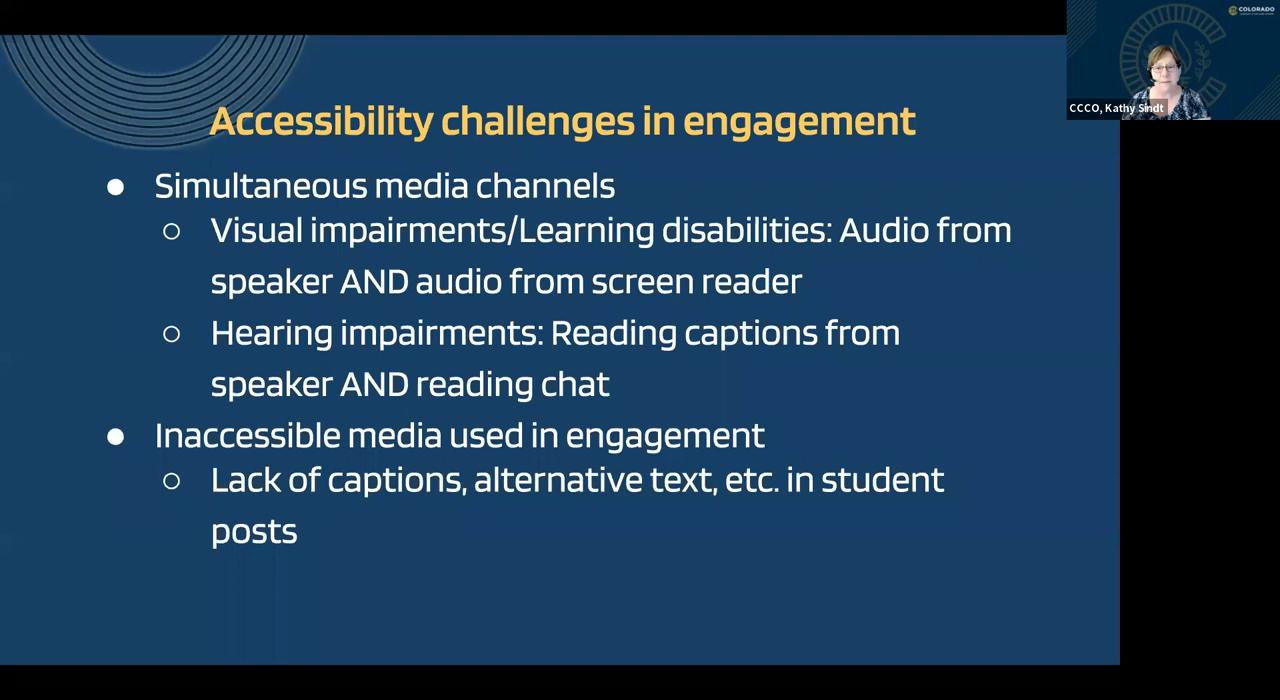 COLORADO
CCCO, Kathy Sindt
Accessibility challenges in engagement
● Simultaneous media channels
○ Visual impairments/Learning disabilities: Audio from
speaker AND audio from screen reader
○ Hearing impairments: Reading captions from
speaker AND reading chat
● Inaccessible media used in engagement
○ Lack of captions, alternative text, etc. in student
posts